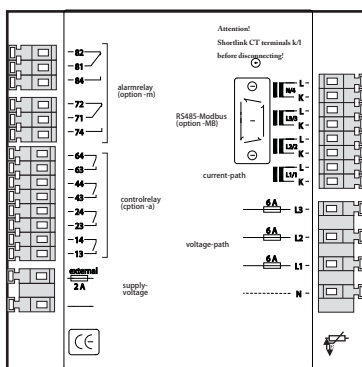 Attention!
Shortlink CT terminals k/l
before disconnecting!
82
81
84
alarmrelay
(option -m)
72
71
74
64
63
44
43
24
23
14
13
controlrelay
(cption -a)
external
2 A
supply-
voltage
CE
RS485-Modbus
(option -MB)
N/4
L
K
L3/3
L
K
L2/2
L
K
L1/1
L
K
current-path
6 A
L3
6 A
L2
voltage-path
6 A
L1
N